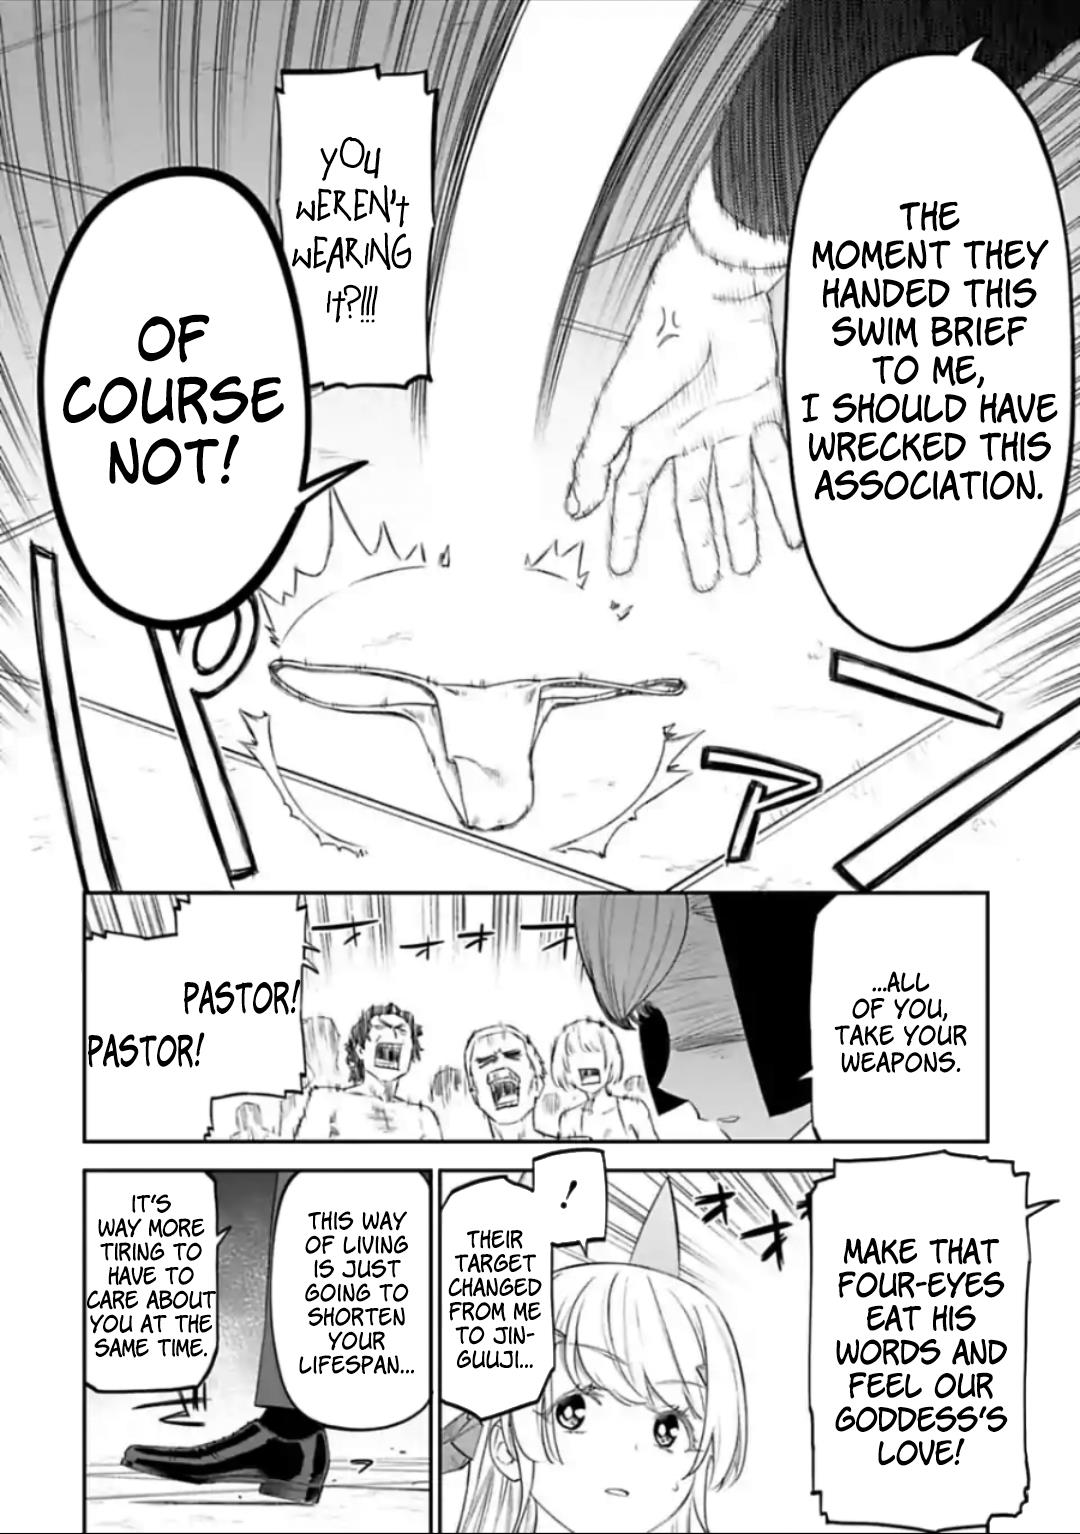 THE
MOMENT THEY
HANDED THIS
SWIM BRIEF
TO ME,
I SHOULD HAVE
WRECKED THIS
ASSOCIATION.
YOU
WEREN'T
WEARING
IT?!!!
OF
COURSE
NOT!
パァン
...ALL
OF YOU,
TAKE YOUR
WEAPONS.
PASTOR!
PASTOR!
MAKE THAT
FOUR-EYES
EAT HIS
WORDS AND
FEEL OUR
GODDESS'S
LOVE!
!
THEIR
TARGET
CHANGED
FROM ME
TO JIN-
GUUJI...
THIS WAY
OF LIVING
IS JUST
GOING TO
SHORTEN
YOUR
LIFESPAN...
IT'S
WAY MORE
TIRING TO
HAVE TO
CARE ABOUT
YOU AT THE
SAME TIME.